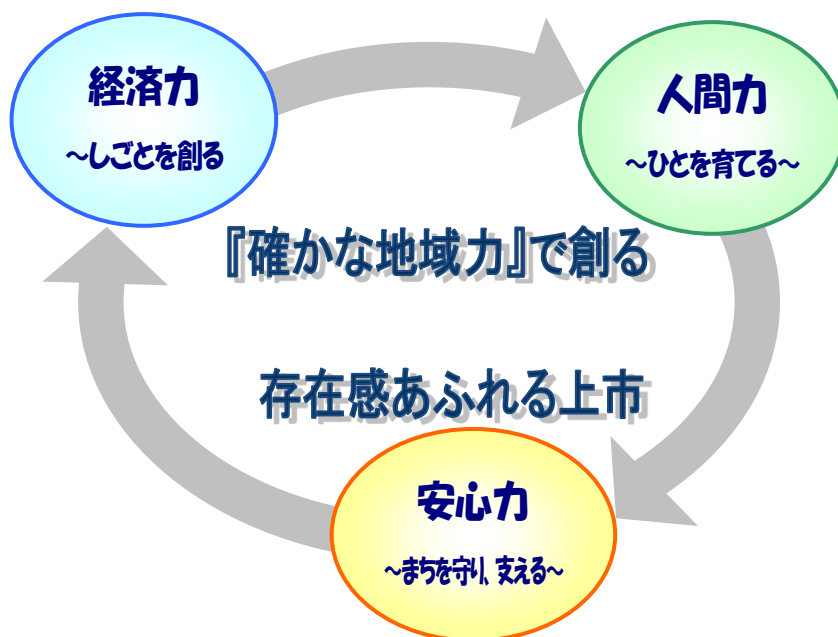 経済力
～しごとを創る
人間力
～ひとを育てる～
『確かな地域力』で創る
存在感あふれる上市
安心力
～まちを守り、支える～